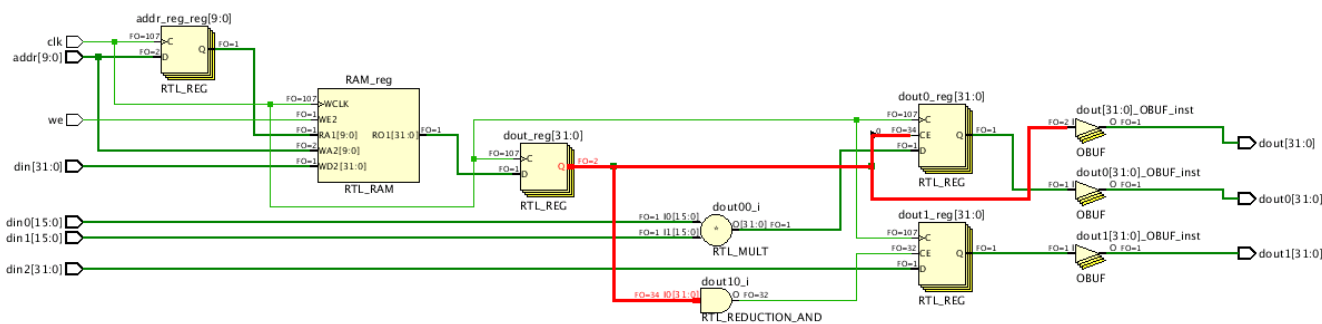 addr_reg_reg[9:0]
clk
FO=107
C
Q
FO=1
addr[9:0]
FO=2
D
RTL_REG
RAM_reg
FO=107
WCLK
we
FO=1
WE2
FO=1
RA1[9:0]
RO1[31:0]
FO=1
FO=2
WA2[9:0]
din[31:0]
FO=1
WD2[31:0]
RTL_RAM
dout_reg[31:0]
FO=107
C
Q
FO=2
FO=1
D
RTL_REG
din0[15:0]
FO=1 I0[15:0]
din1[15:0]
FO=1 I1[15:0]
dout00_i
*
O[31:0] FO=1
RTL_MULT
din2[31:0]
dout10_i
FO=34 I0[31:0]
O FO=32
RTL_REDUCTION_AND
dout0_reg[31:0]
FO=107
C
0
FO=34
CE
Q
FO=1
FO=1
D
RTL_REG
dout1_reg[31:0]
FO=107
C
FO=32
CE
Q
FO=1
FO=1
D
RTL_REG
dout[31:0]_OBUF_inst
FO=2 I
O FO=1
OBUF
dout[31:0]
dout0[31:0]_OBUF_inst
FO=1 I
O FO=1
OBUF
dout0[31:0]
dout1[31:0]_OBUF_inst
FO=1 I
O FO=1
OBUF
dout1[31:0]